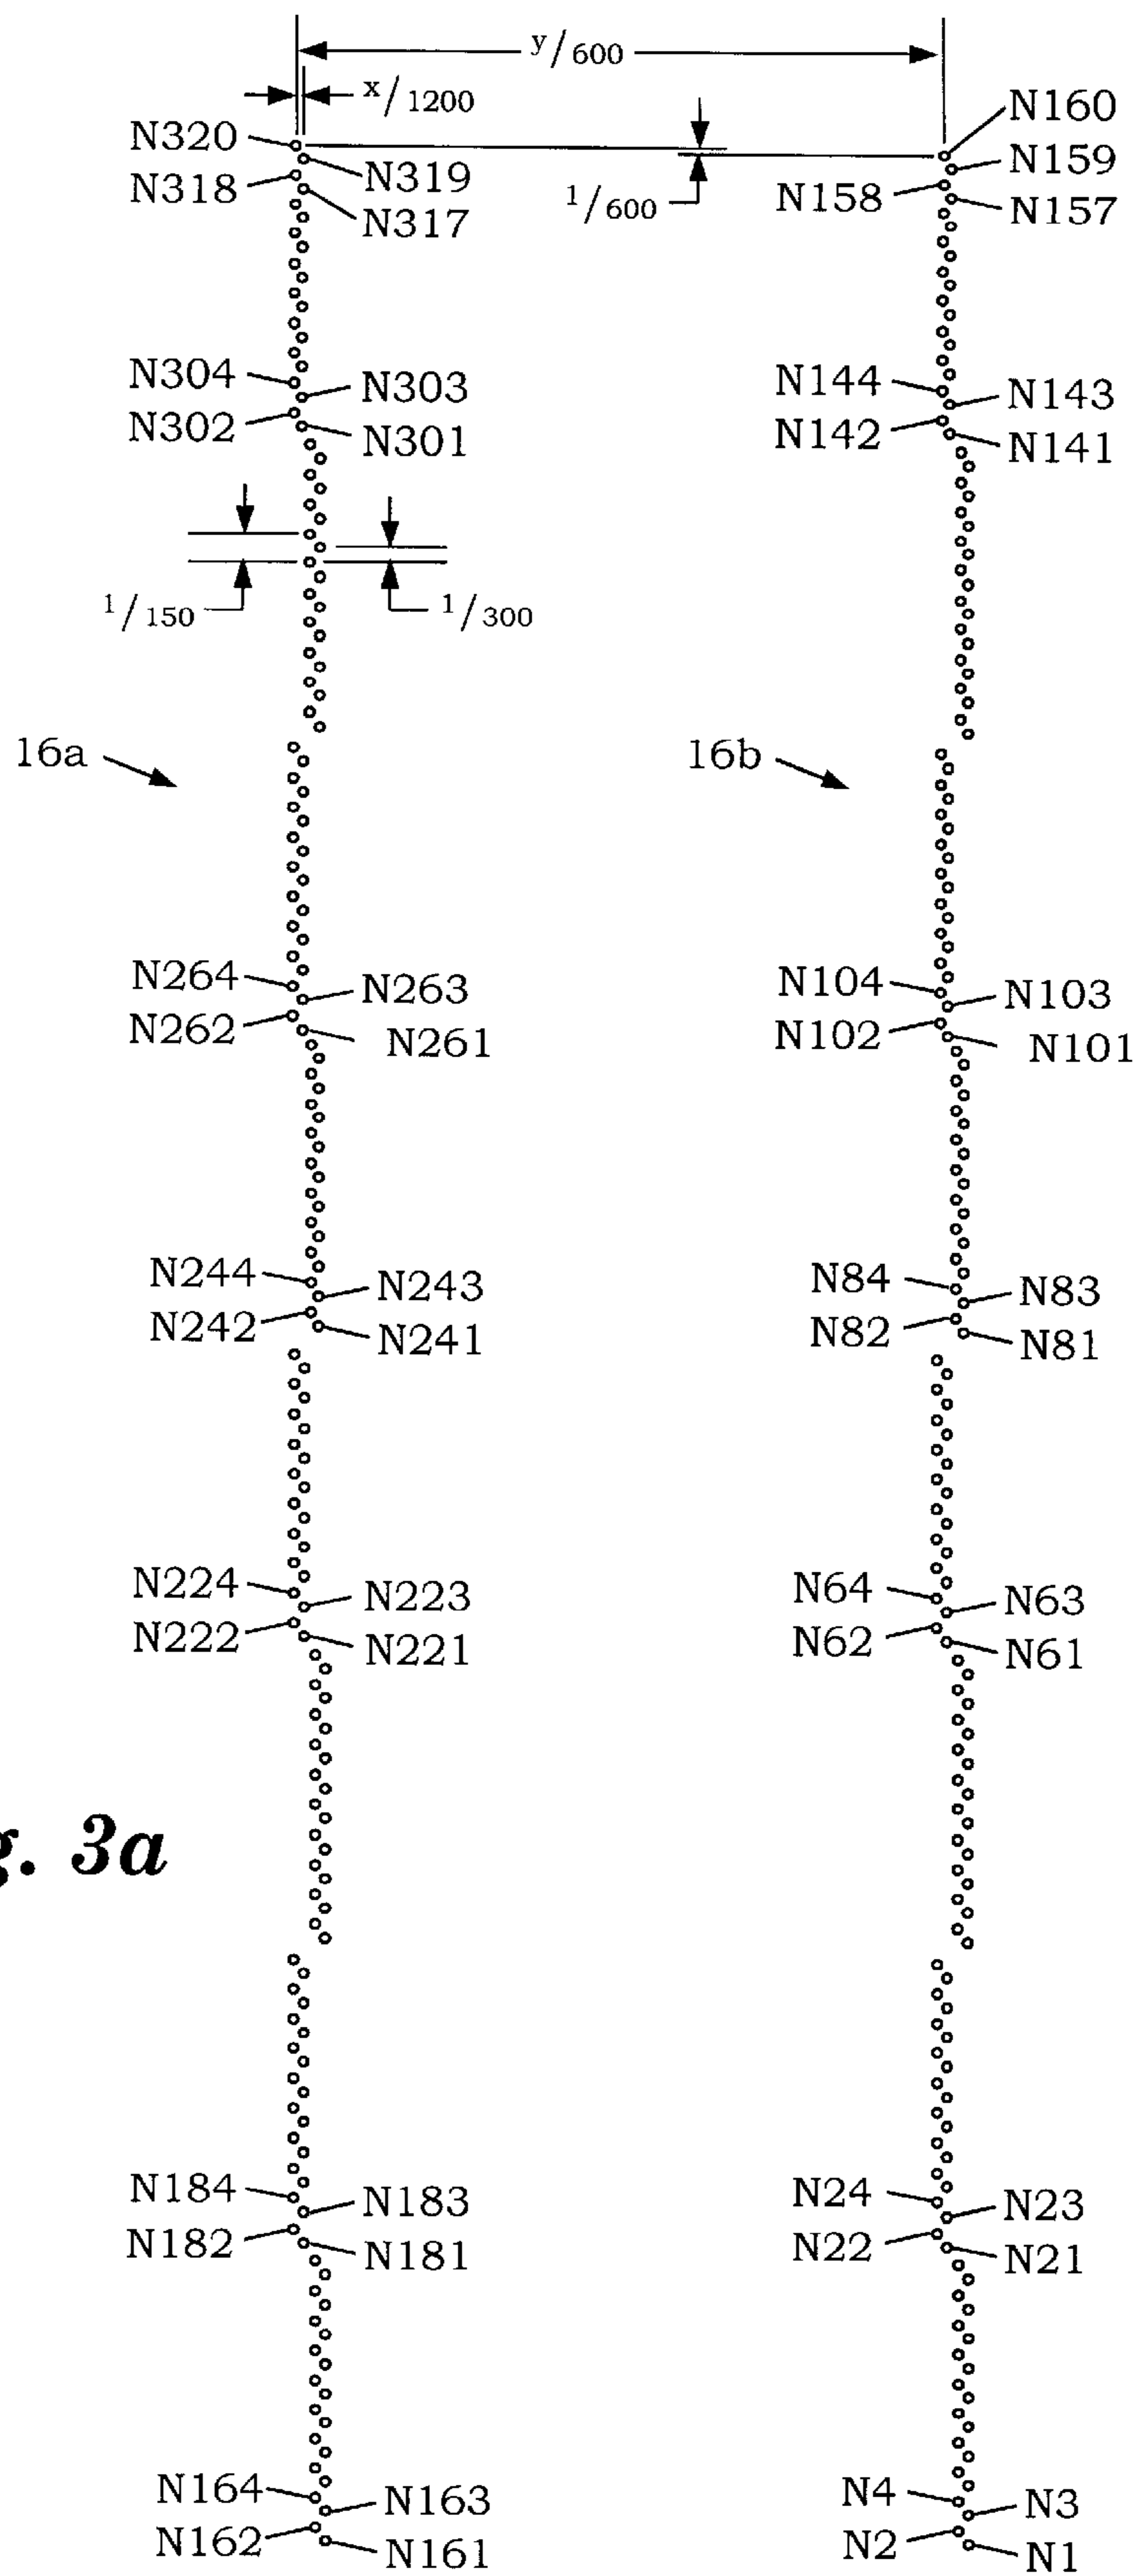 y/600
x/1200
N160
N320
N159
N319
N318
1/600
N158
N157
N317
N304
N144
N303
N143
N302
N142
N301
N141
1/150
1/300
16a
16b
N264
N104
N263
N103
N262
N102
N261
N101
N244
N84
N243
N83
N242
N82
N241
N81
N224
N64
N223
N63
N222
N62
N221
N61
g. 3a
N184
N24
N183
N23
N182
N22
N181
N21
N164
N4
N163
N3
N162
N2
N161
N1